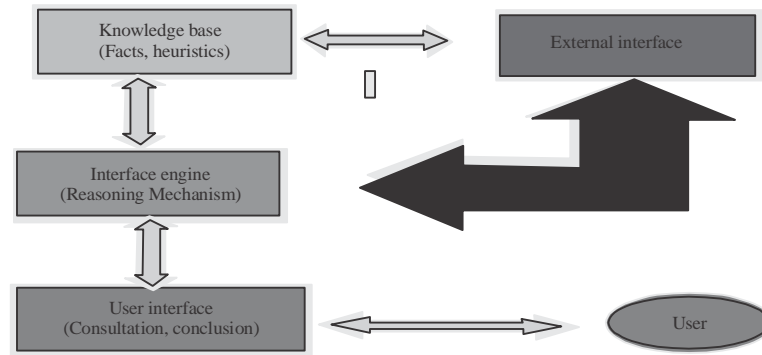 Knowledge base
(Facts, heuristics)
External interface
Interface engine
(Reasoning Mechanism)
User interface
(Consultation, conclusion)
User